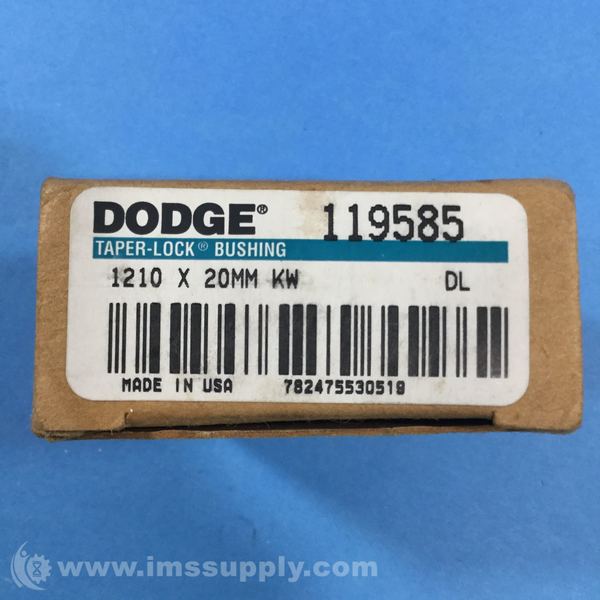 DODGE® 119585
TAPER-LOCK® BUSHING
1210 X 20MM KW DL
MADE IN USA 782475530519
www.imssupply.com